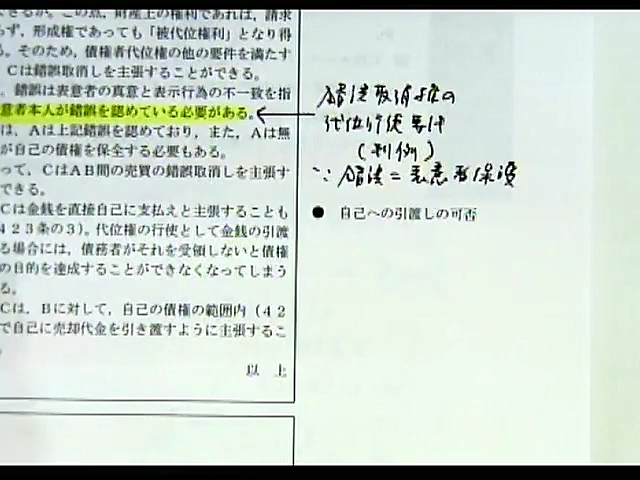 できるか。この点、財産上の権利であれば、請求
らず、形成権であっても「被代位権利」となり得
る。そのため、債権者代位権の他の要件を満たす
Cは錯誤取消しを主張することができる。
、錯誤は表意者の真意と表示行為の不一致を指
意者本人が錯誤を認めている必要がある。
は、Aは上記錯誤を認めており、また、Aは無
が自己の債権を保全する必要もある。
って、CはAB間の売買の錯誤取消しを主張す
できる。
Cは金銭を直接自己に支払えと主張することも
423条の3)。代位権の行使として金銭の引渡
る場合には、債務者がそれを受領しないと債権
の目的を達成することができなくなってしまう
る。
Cは、Bに対して、自己の債権の範囲内(42
で自己に売却代金を引き渡すように主張するこ
。
以 上
錯誤取消権の
代位行使要件
(判例)
∵ 錯誤=表意者保護
● 自己への引渡しの可否